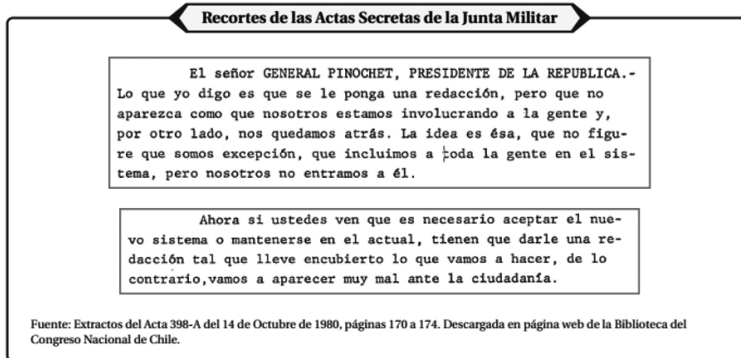 Recortes de las Actas Secretas de la Junta Militar
El señor GENERAL PINOCHET, PRESIDENTE DE LA REPUBLICA.-
Lo que yo digo es que se le ponga una redacción, pero que no
aparezca como que nosotros estamos involucrando a la gente y,
por otro lado, nos quedamos atrás. La idea es ésa, que no figu-
re que somos excepción, que incluimos a toda la gente en el sis-
tema, pero nosotros no entramos a él.
Ahora si ustedes ven que es necesario aceptar el nue-
vo sistema o mantenerse en el actual, tienen que darle una re-
dacción tal que lleve encubierto lo que vamos a hacer, de lo
contrario,vamos a aparecer muy mal ante la ciudadanía.
Fuente: Extractos del Acta 398-A del 14 de Octubre de 1980, páginas 170 a 174. Descargada en página web de la Biblioteca del
Congreso Nacional de Chile.